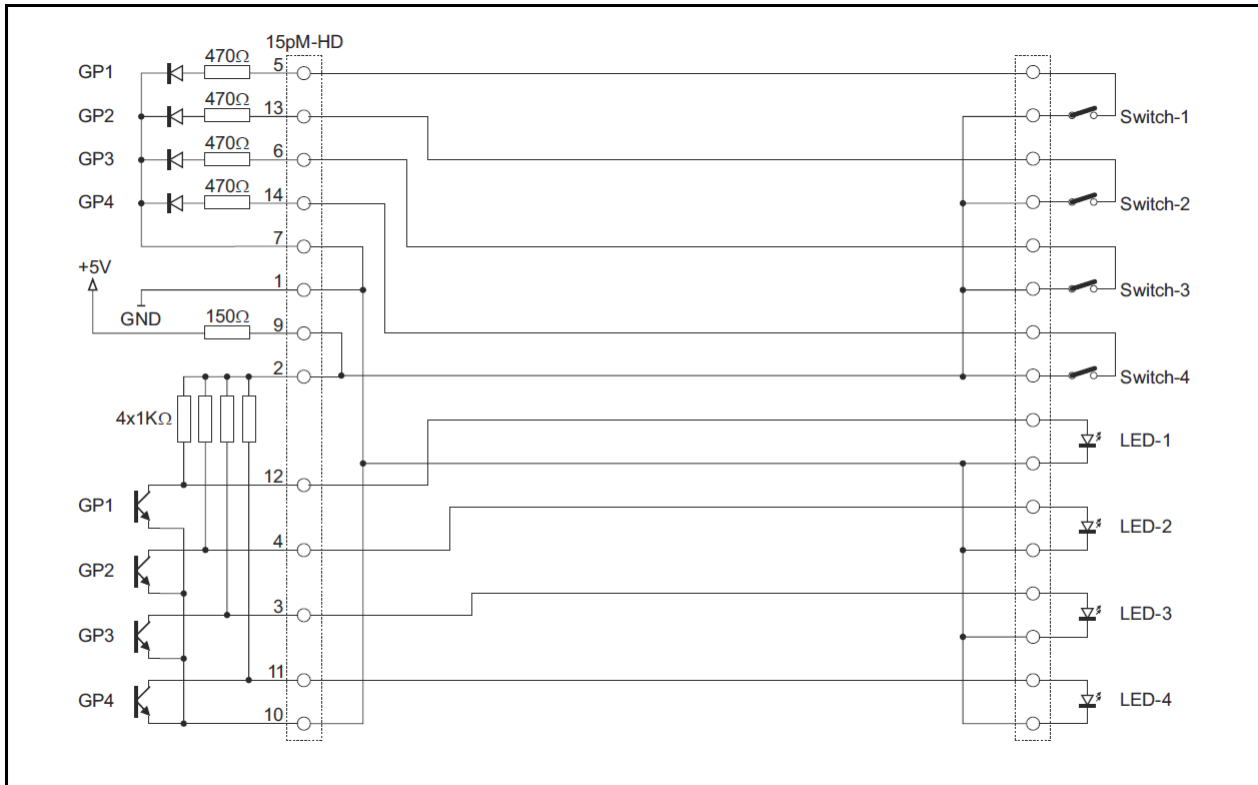 15pM-HD
GP1 470Ω 5
GP2 470Ω 13 Switch-1
GP3 470Ω 6
GP4 470Ω 14 Switch-2
7
+5V
1 Switch-3
GND 150Ω 9
2 Switch-4
4x1KΩ
LED-1
12
GP1
LED-2
4
GP2
3 LED-3
GP3
11
GP4 LED-4
10